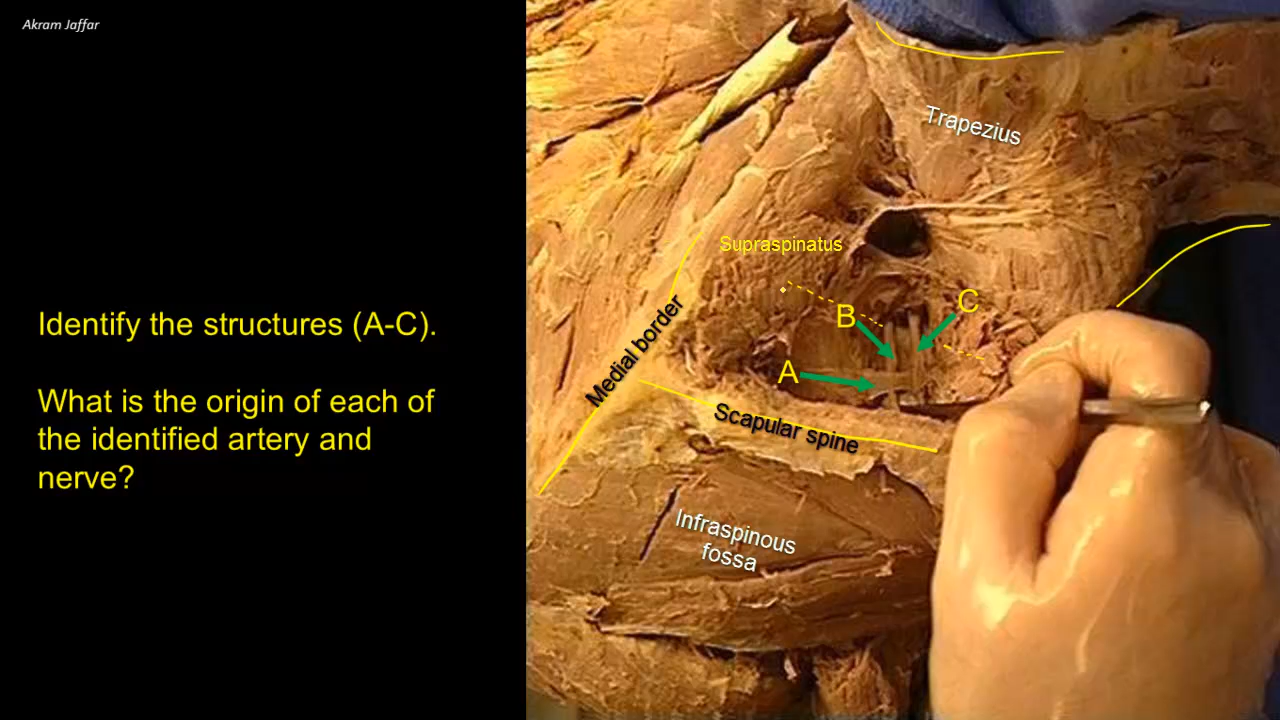 Akram Jaffar
Trapezius
Supraspinatus
Medial border
B
C
A
Identify the structures (A-C).
Scapular spine
What is the origin of each of
the identified artery and
nerve?
Infraspinous
fossa